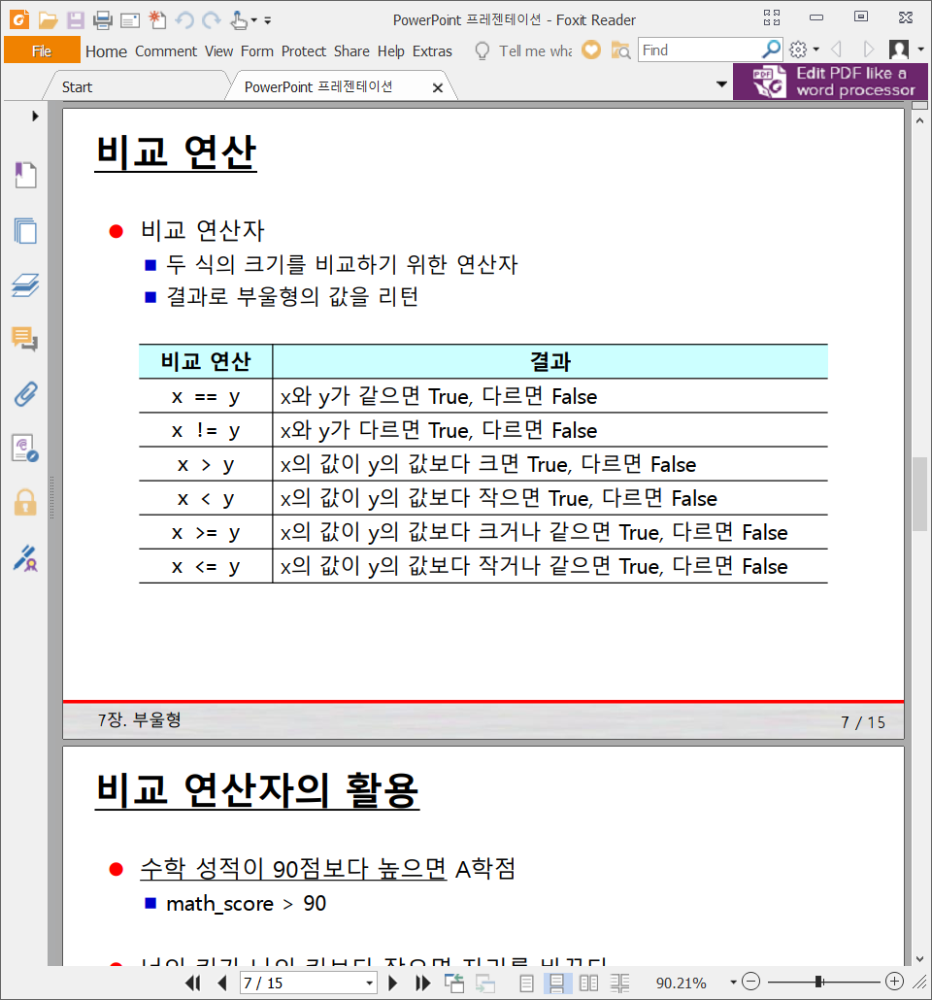 PowerPoint 프레젠테이션 - Foxit Reader
File Home Comment View Form Protect Share Help Extras Tell me wha Find
Start PowerPoint 프레젠테이션 Edit PDF like a
word processor
비교 연산
비교 연산자
두 식의 크기를 비교하기 위한 연산자
결과로 부울형의 값을 리턴
비교 연산 결과
x == y x와 y가 같으면 True, 다르면 False
x != y x와 y가 다르면 True, 다르면 False
x > y x의 값이 y의 값보다 크면 True, 다르면 False
x < y x의 값이 y의 값보다 작으면 True, 다르면 False
x >= y x의 값이 y의 값보다 크거나 같으면 True, 다르면 False
x <= y x의 값이 y의 값보다 작거나 같으면 True, 다르면 False
7장. 부울형 7 / 15
비교 연산자의 활용
수학 성적이 90점보다 높으면 A학점
math_score > 90
7 / 15 90.21%